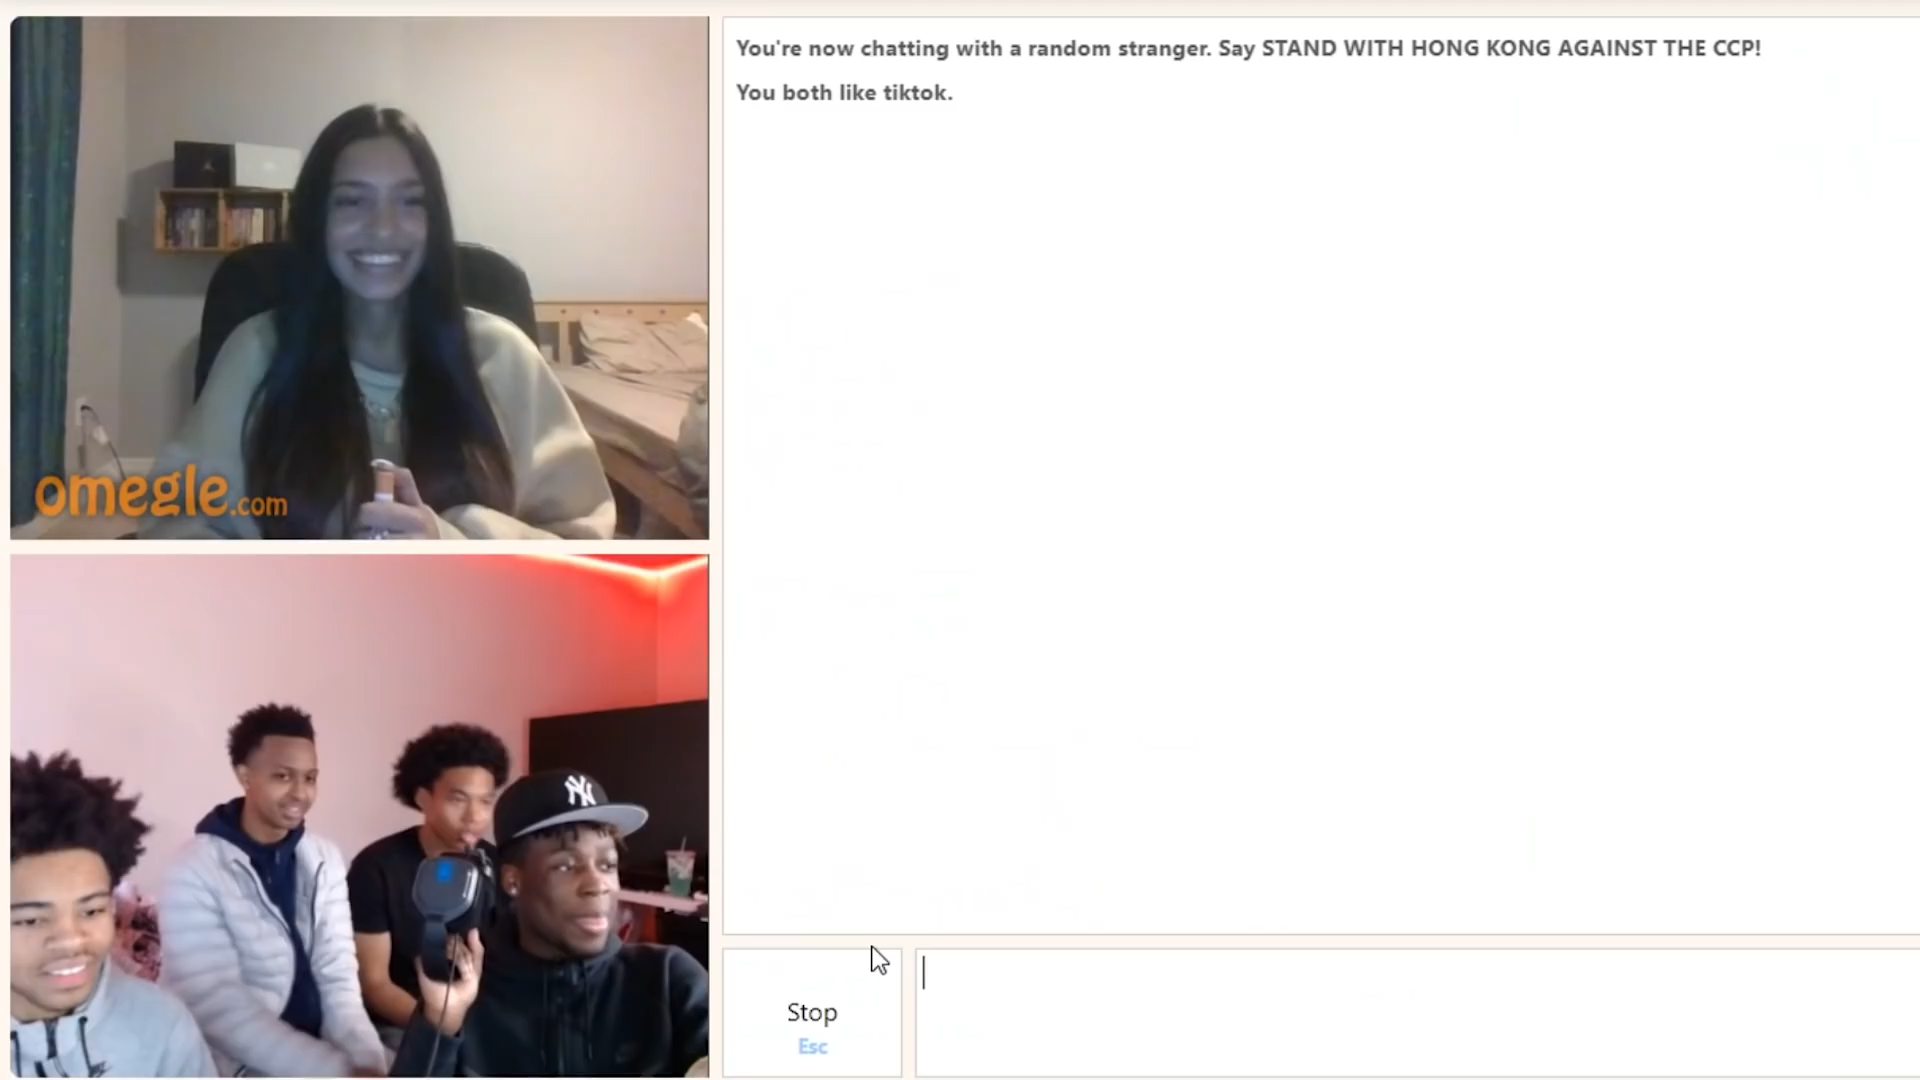 You're now chatting with a random stranger. Say STAND WITH HONG KONG AGAINST THE CCP!
You both like tiktok.
omegle.com
NY
Stop
Esc